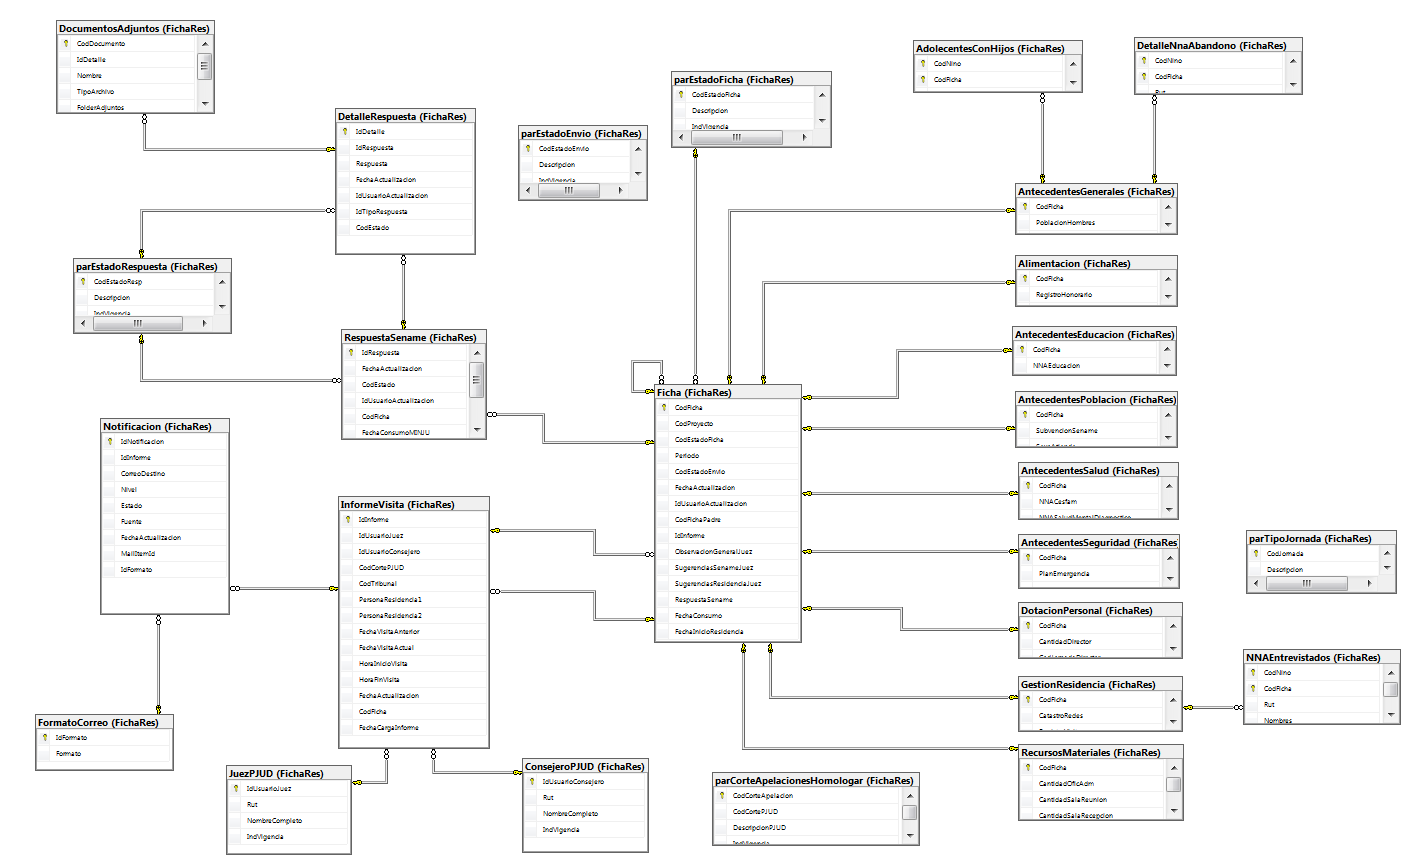 DocumentosAdjuntos (FichaRes)
CodDocumento
IdDetalle
Nombre
TipoArchivo
FolderAdjuntos
DetalleRespuesta (FichaRes)
IdDetalle
IdRespuesta
Respuesta
FechaActualizacion
IdUsuarioActualizacion
IdTipoRespuesta
CodEstado
parEstadoEnvio (FichaRes)
CodEstadoEnvio
Descripcion
IndVigencia
parEstadoFicha (FichaRes)
CodEstadoFicha
Descripcion
IndVigencia
AdolecentesConHijos (FichaRes)
CodNino
CodFicha
DetalleNnaAbandono (FichaRes)
CodNino
CodFicha
Rut
AntecedentesGenerales (FichaRes)
CodFicha
PoblacionHombres
parEstadoRespuesta (FichaRes)
CodEstadoResp
Descripcion
IndVigencia
Alimentacion (FichaRes)
CodFicha
RegistroHonorario
RespuestaSename (FichaRes)
IdRespuesta
FechaActualizacion
CodEstado
IdUsuarioActualizacion
CodFicha
FechaConsumoMINJU
AntecedentesEducacion (FichaRes)
CodFicha
NNAEducacion
Ficha (FichaRes)
CodFicha
CodProyecto
CodEstadoFicha
Periodo
CodEstadoEnvio
FechaActualizacion
IdUsuarioActualizacion
CodFichaPadre
IdInforme
ObservacionGeneralJuez
SugerenciasSenameJuez
SugerenciasResidenciaJuez
RespuestaSename
FechaConsumo
FechaInicioResidencia
AntecedentesPoblacion (FichaRes)
CodFicha
SubvencionSename
Notificacion (FichaRes)
IdNotificacion
IdInforme
CorreoDestino
Nivel
Estado
Fuente
FechaActualizacion
MailItemId
IdFormato
AntecedentesSalud (FichaRes)
CodFicha
NNACesfam
NNASaludMentalDiagnostico
InformeVisita (FichaRes)
IdInforme
IdUsuarioJuez
IdUsuarioConsejero
CodCortePJUD
CodTribunal
PersonaResidencia1
PersonaResidencia2
FechaVisitaAnterior
FechaVisitaActual
HoraInicioVisita
HoraFinVisita
FechaActualizacion
CodFicha
FechaCargaInforme
AntecedentesSeguridad (FichaRes)
CodFicha
PlanEmergencia
parTipoJornada (FichaRes)
CodJornada
Descripcion
DotacionPersonal (FichaRes)
CodFicha
CantidadDirector
CodJornadaDirector
NNAEntrevistados (FichaRes)
CodNino
CodFicha
Rut
Nombres
GestionResidencia (FichaRes)
CodFicha
CatastroRedes
FormatoCorreo (FichaRes)
IdFormato
Formato
RecursosMateriales (FichaRes)
CodFicha
CantidadOficAdm
CantidadSalaReunion
CantidadSalaRecepcion
JuezPJUD (FichaRes)
IdUsuarioJuez
Rut
NombreCompleto
IndVigencia
ConsejeroPJUD (FichaRes)
IdUsuarioConsejero
Rut
NombreCompleto
IndVigencia
parCorteApelacionesHomologar (FichaRes)
CodCorteApelacion
CodCortePJUD
DescripcionPJUD
IndVigencia